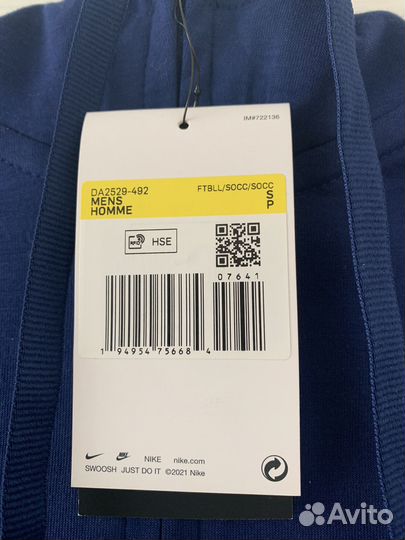 IM#722136
DA2529-492 FTBLL/SOCC/SOCC
MENS S
HOMME P
RFID HSE
07641
1 94954 75668 4
NIKE nike.com
SWOOSH JUST DO IT ©2021 Nike
Avito